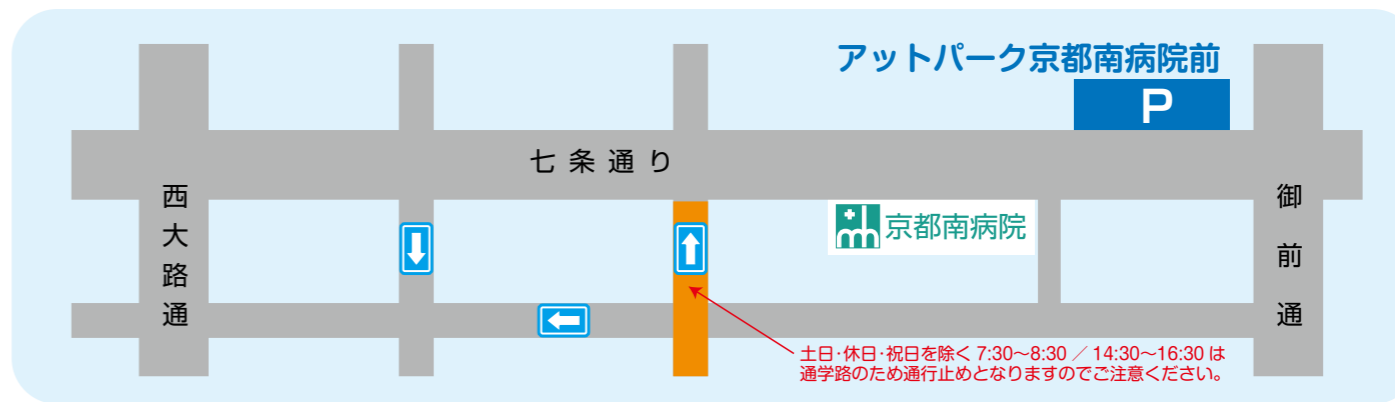 アットパーク京都南病院前
P
七条通り
西大路通
京都南病院
御前通
土日・休日・祝日を除く 7:30～8:30 ／ 14:30～16:30 は
通学路のため通行止めとなりますのでご注意ください。